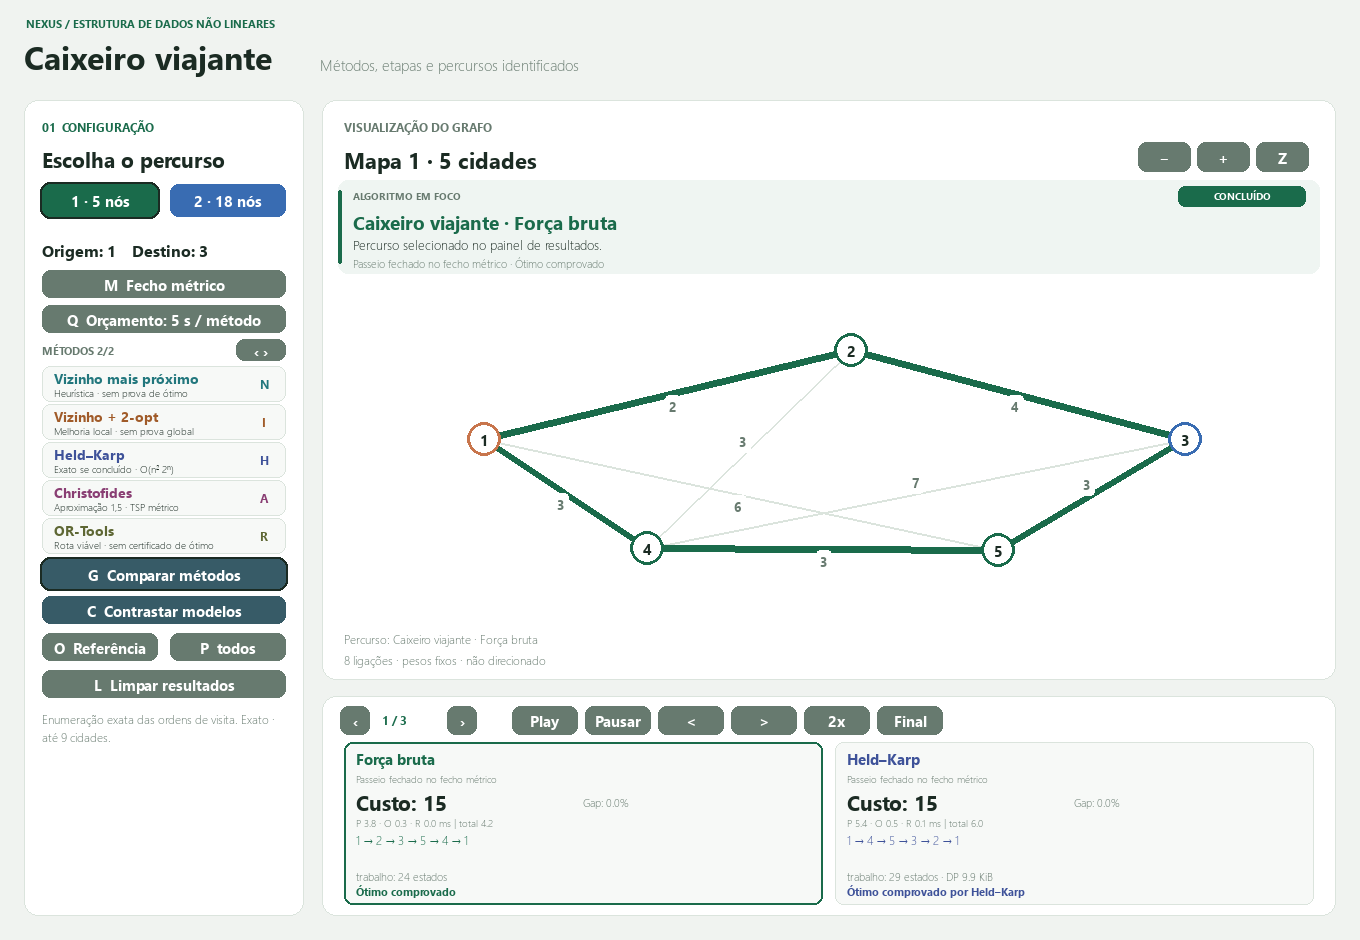 NEXUS / ESTRUTURA DE DADOS NÃO LINEARES
Caixeiro viajante
Métodos, etapas e percursos identificados
01 CONFIGURAÇÃO
Escolha o percurso
1 · 5 nós
2 · 18 nós
Origem: 1 Destino: 3
M Fecho métrico
Q Orçamento: 5 s / método
MÉTODOS 2/2
‹ ›
Vizinho mais próximo
N
Heurística · sem prova de ótimo
Vizinho + 2-opt
I
Melhoria local · sem prova global
Held–Karp
H
Exato se concluído · O(n² 2ⁿ)
Christofides
A
Aproximação 1,5 · TSP métrico
OR-Tools
R
Rota viável · sem certificado de ótimo
G Comparar métodos
C Contrastar modelos
O Referência
P todos
L Limpar resultados
Enumeração exata das ordens de visita. Exato ·
até 9 cidades.
VISUALIZAÇÃO DO GRAFO
Mapa 1 · 5 cidades
−
+
Z
ALGORITMO EM FOCO
CONCLUÍDO
Caixeiro viajante · Força bruta
Percurso selecionado no painel de resultados.
Passeio fechado no fecho métrico · Ótimo comprovado
2
2
4
1
3
3
7
3
3
6
4
5
3
Percurso: Caixeiro viajante · Força bruta
8 ligações · pesos fixos · não direcionado
‹
1 / 3
›
Play
Pausar
<
>
2x
Final
Força bruta
Passeio fechado no fecho métrico
Custo: 15
Gap: 0.0%
P 3.8 · O 0.3 · R 0.0 ms | total 4.2
1 → 2 → 3 → 5 → 4 → 1
trabalho: 24 estados
Ótimo comprovado
Held–Karp
Passeio fechado no fecho métrico
Custo: 15
Gap: 0.0%
P 5.4 · O 0.5 · R 0.1 ms | total 6.0
1 → 4 → 5 → 3 → 2 → 1
trabalho: 29 estados · DP 9.9 KiB
Ótimo comprovado por Held–Karp